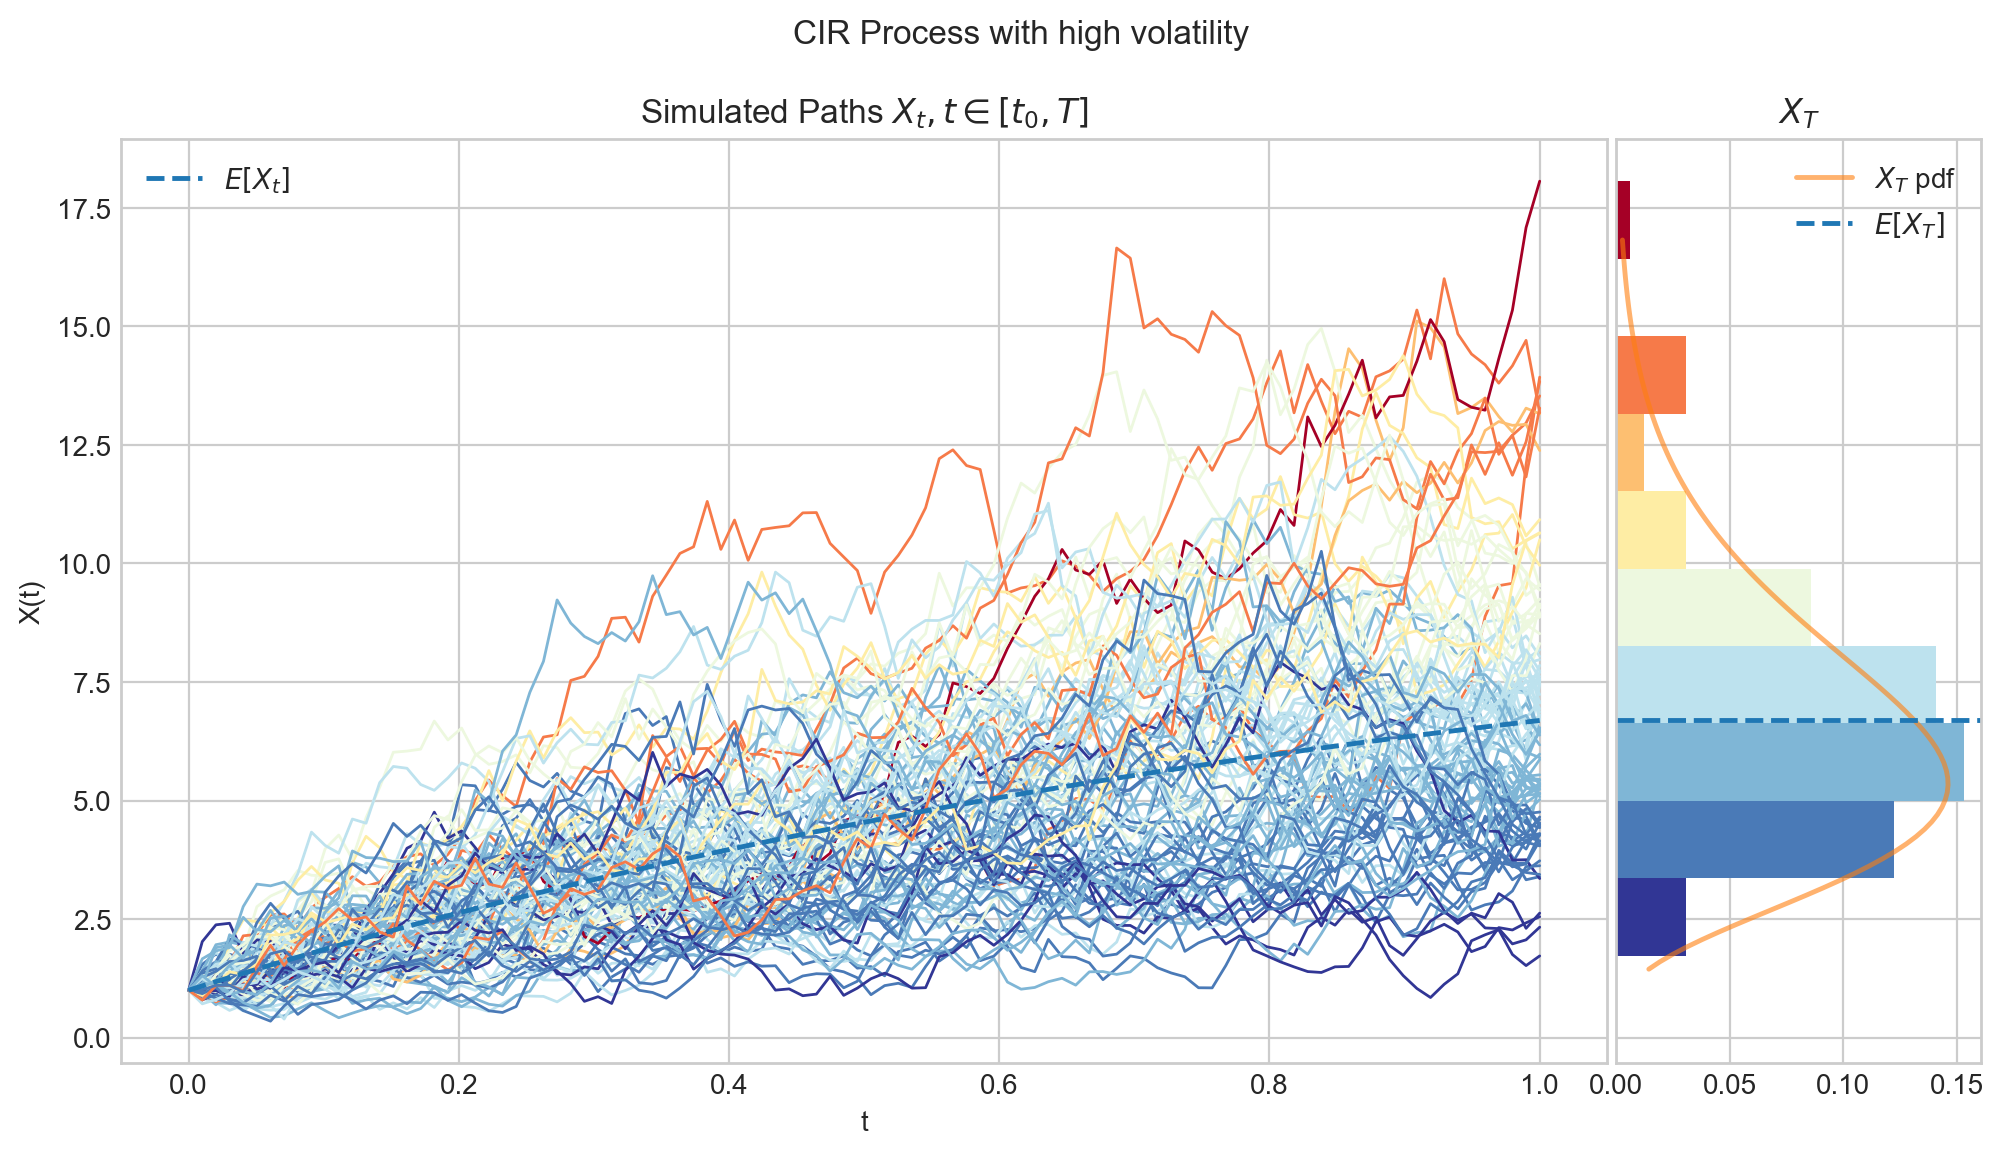 CIR Process with high volatility
Simulated Paths $X_t, t \in [t_0, T]$
$X_T$
$E[X_t]$
$X_T$ pdf
$E[X_T]$
17.5
15.0
12.5
10.0
7.5
5.0
2.5
0.0
X(t)
0.0 0.2 0.4 0.6 0.8 1.0
0.00 0.05 0.10 0.15
t